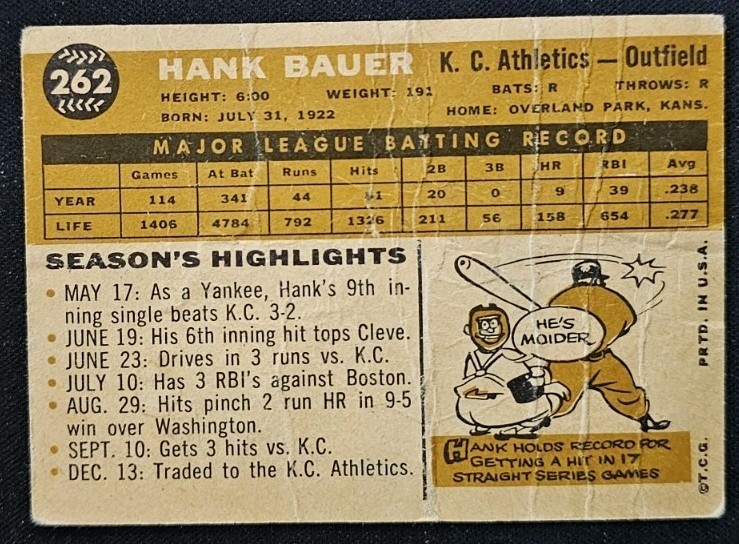 262
HANK BAUER K. C. Athletics — Outfield
HEIGHT: 6:00 WEIGHT: 191 BATS: R THROWS: R
BORN: JULY 31, 1922 HOME: OVERLAND PARK, KANS.
MAJOR LEAGUE BATTING RECORD
Games At Bat Runs Hits 2B 3B HR RBI Avg
YEAR 114 341 44 20 0 9 39 .238
LIFE 1406 4784 792 1326 211 56 158 654 .277
SEASON'S HIGHLIGHTS
• MAY 17: As a Yankee, Hank's 9th in-
ning single beats K.C. 3-2.
• JUNE 19: His 6th inning hit tops Cleve.
• JUNE 23: Drives in 3 runs vs. K.C.
• JULY 10: Has 3 RBI's against Boston.
• AUG. 29: Hits pinch 2 run HR in 9-5
win over Washington.
• SEPT. 10: Gets 3 hits vs. K.C.
• DEC. 13: Traded to the K.C. Athletics.
HE'S
MOIDER
HANK HOLDS RECORD FOR
GETTING A HIT IN 17
STRAIGHT SERIES GAMES
PRTD. IN U.S.A.
©T.C.G.